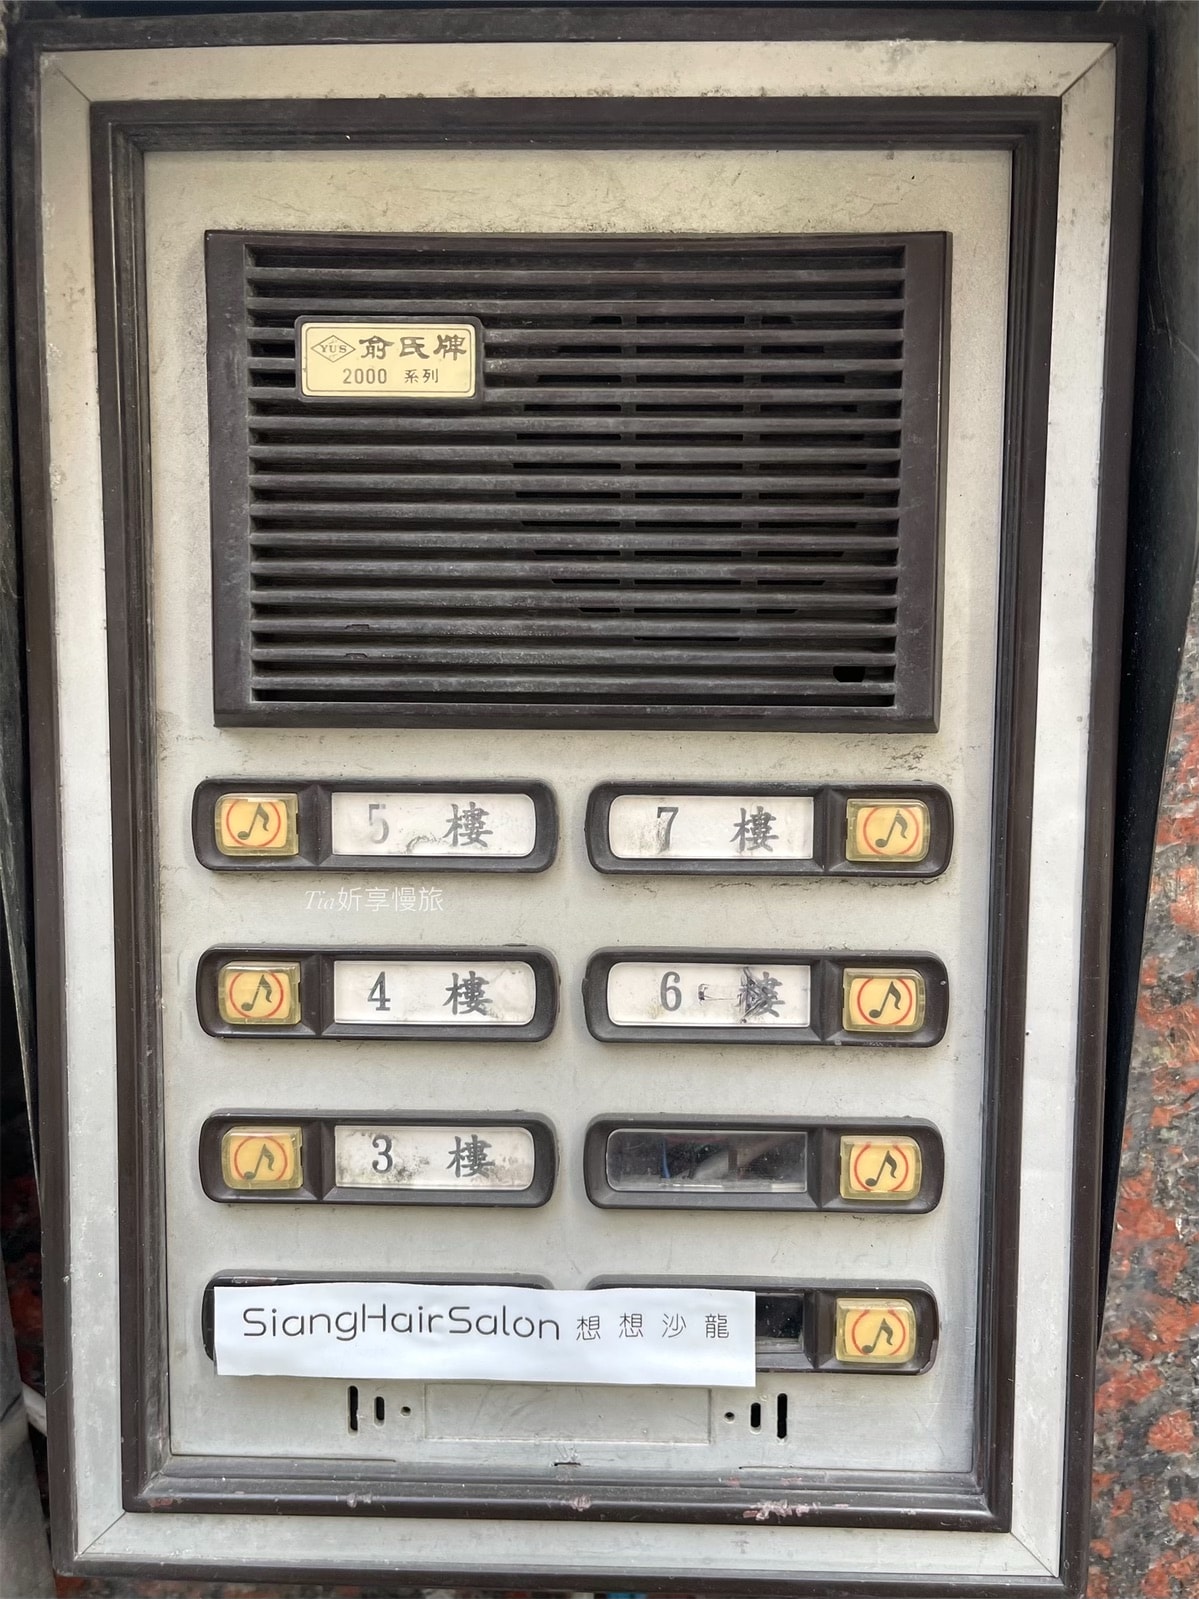 YUS 俞氏牌
2000 系列
5 樓
7 樓
Tia妡享慢旅
4 樓
6 樓
3 樓
SiangHairSalon 想想沙龍